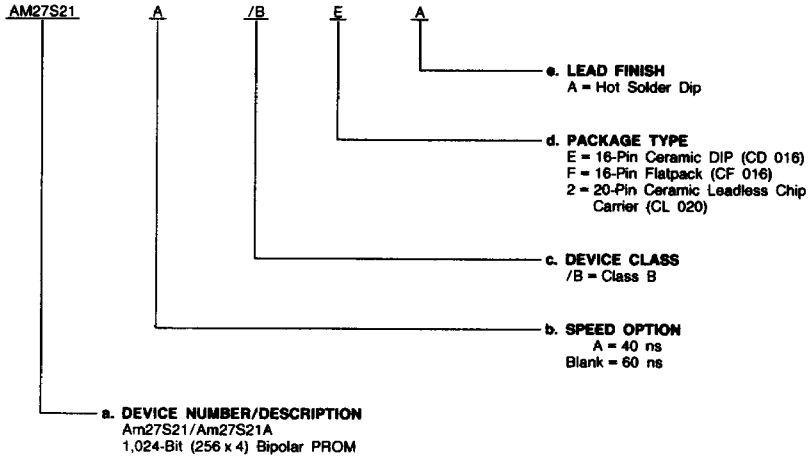 AM27S21 A /B E A
e. LEAD FINISH
A = Hot Solder Dip
d. PACKAGE TYPE
E = 16-Pin Ceramic DIP (CD 016)
F = 16-Pin Flatpack (CF 016)
2 = 20-Pin Ceramic Leadless Chip
Carrier (CL 020)
c. DEVICE CLASS
/B = Class B
b. SPEED OPTION
A = 40 ns
Blank = 60 ns
a. DEVICE NUMBER/DESCRIPTION
Am27S21/Am27S21A
1,024-Bit (256 x 4) Bipolar PROM